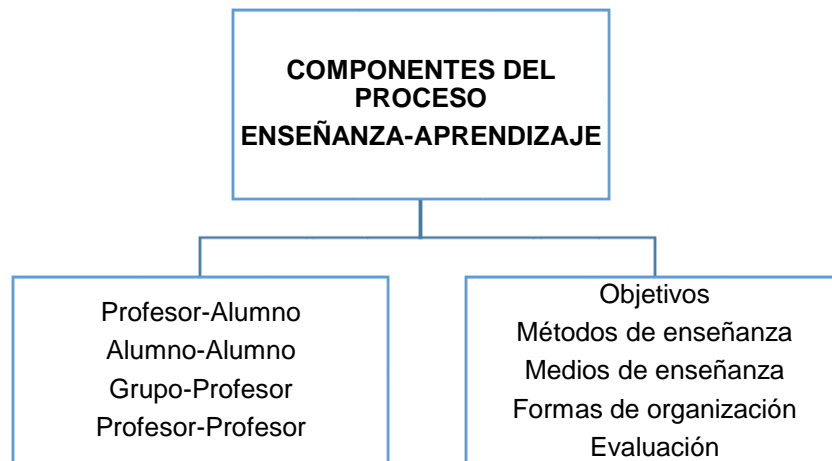 COMPONENTES DEL
PROCESO
ENSEÑANZA-APRENDIZAJE
Profesor-Alumno
Alumno-Alumno
Grupo-Profesor
Profesor-Profesor
Objetivos
Métodos de enseñanza
Medios de enseñanza
Formas de organización
Evaluación